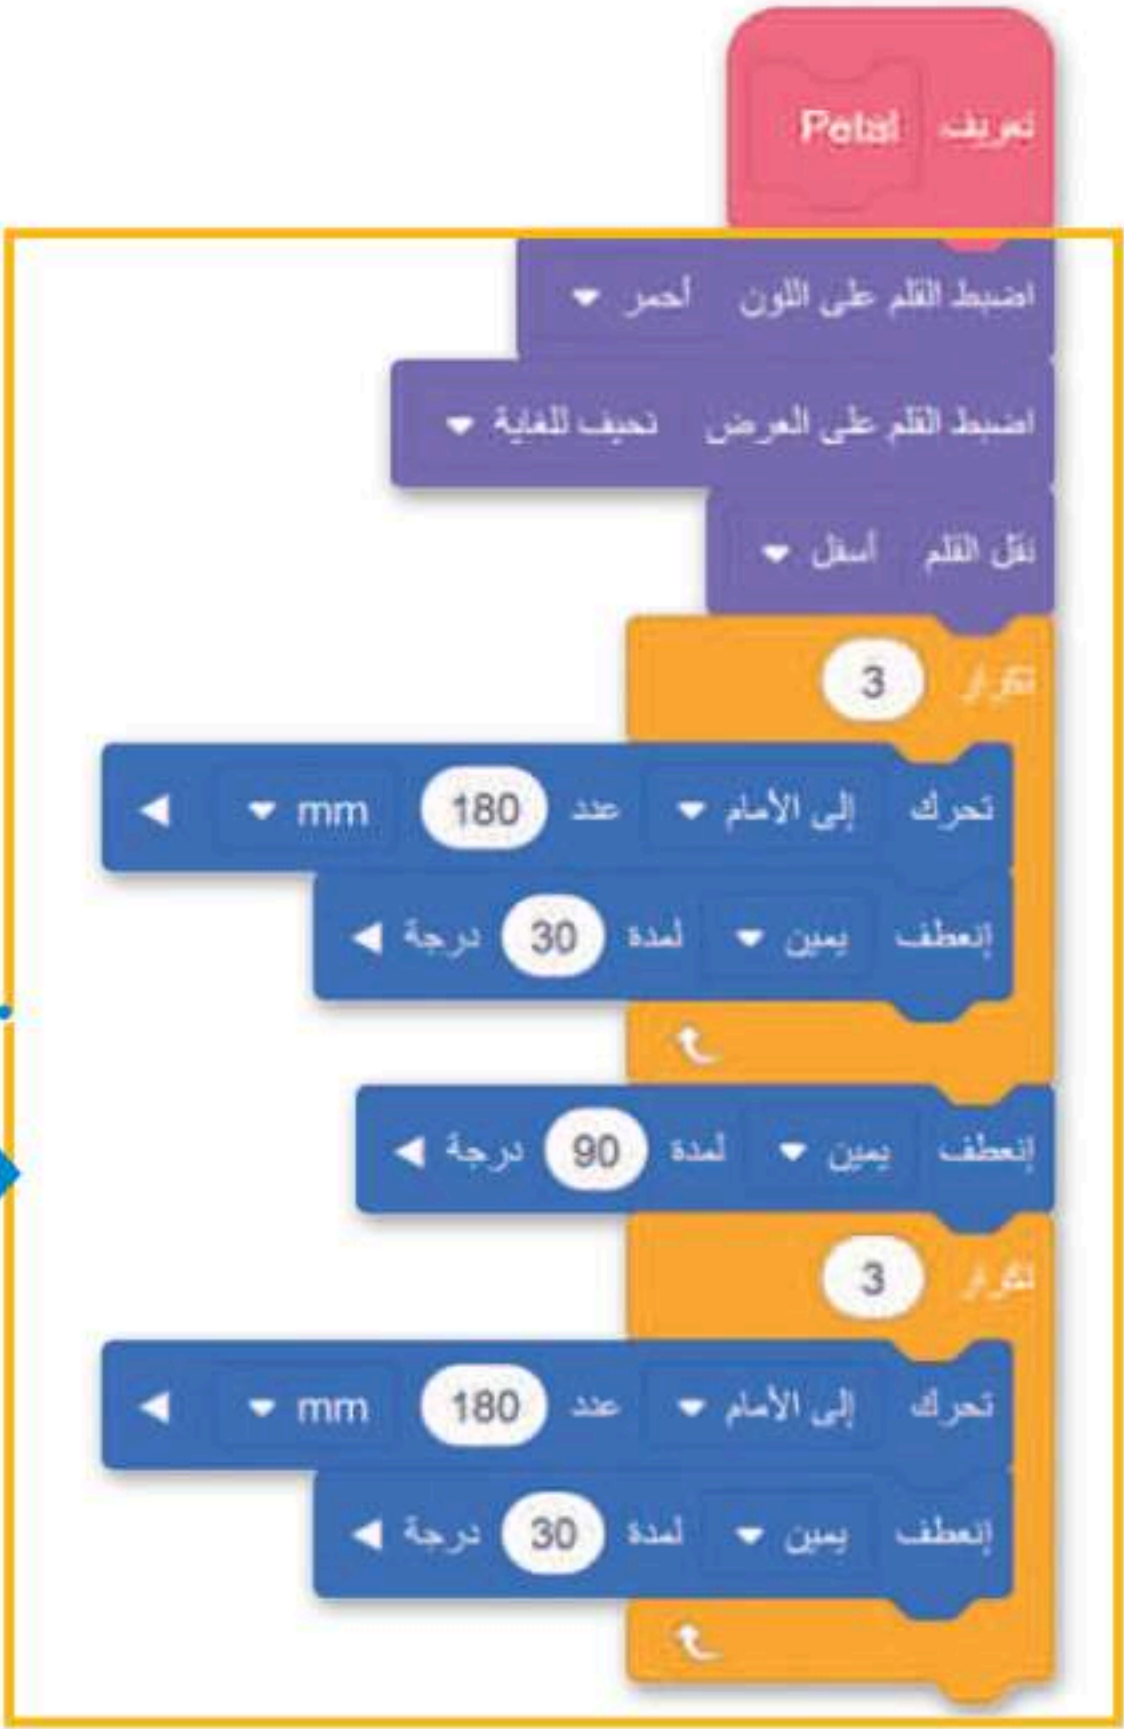 تعريف Petal
اضبط القلم على اللون أحمر
اضبط القلم على العرض نحيف للغاية
نقل القلم أسفل
تكرار 3
تحرك إلى الأمام عدد 180 mm
إنعطف يمين لمدة 30 درجة
إنعطف يمين لمدة 90 درجة
تكرار 3
تحرك إلى الأمام عدد 180 mm
إنعطف يمين لمدة 30 درجة